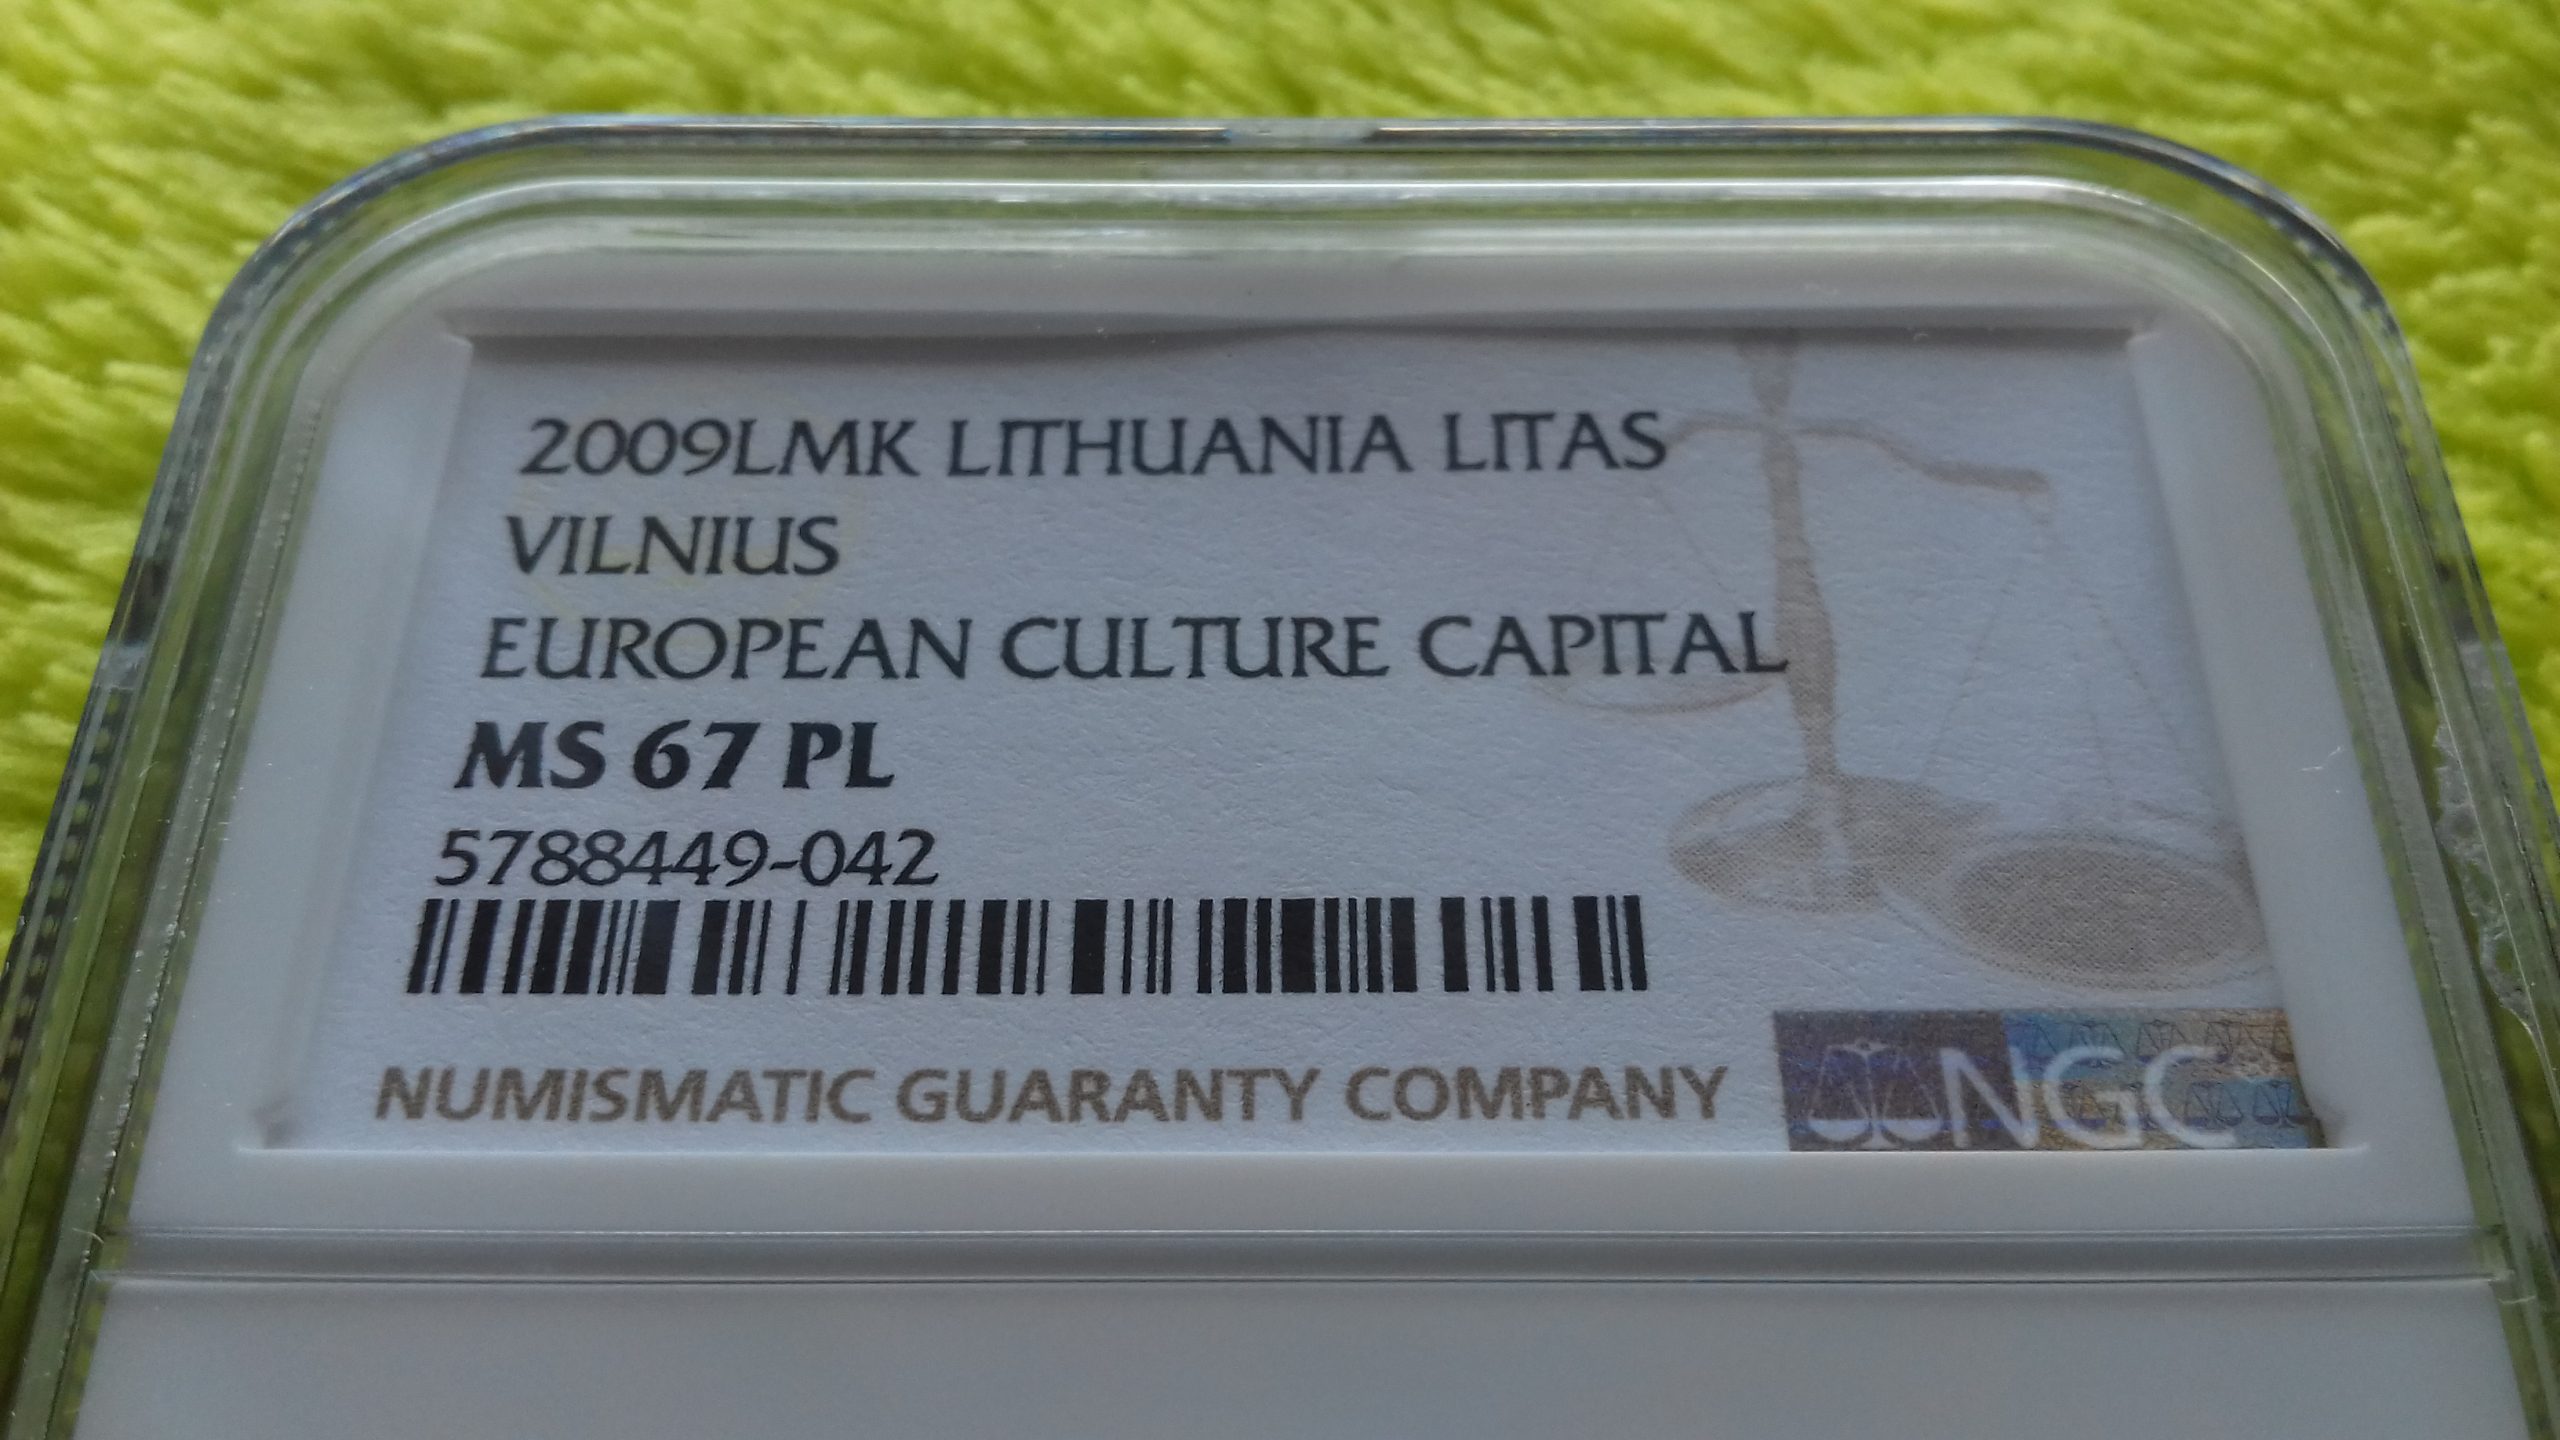 2009LMK LITHUANIA LITAS
VILNIUS
EUROPEAN CULTURE CAPITAL
MS 67 PL
5788449-042
NUMISMATIC GUARANTY COMPANY
NGC